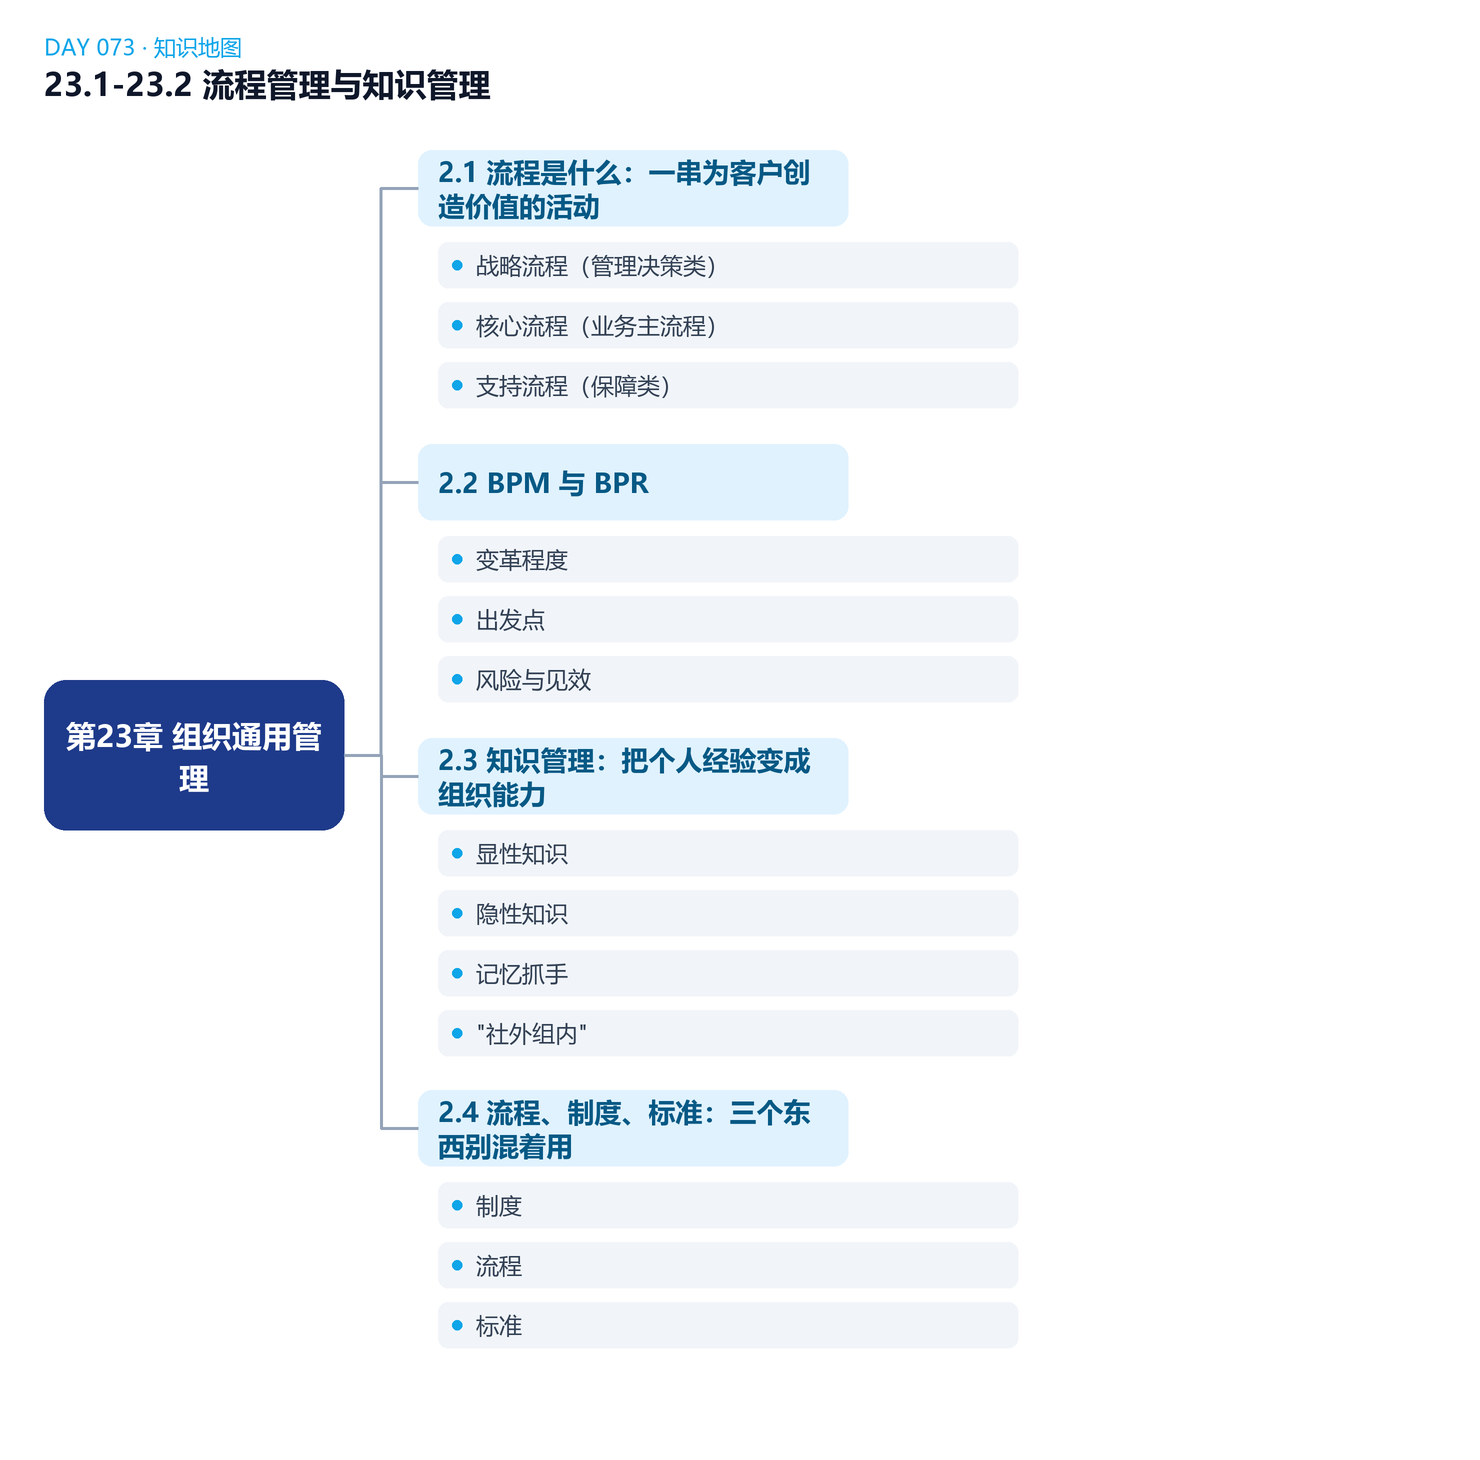 DAY 073 · 知识地图
23.1-23.2 流程管理与知识管理
2.1 流程是什么：一串为客户创
造价值的活动
战略流程（管理决策类）
核心流程（业务主流程）
支持流程（保障类）
2.2 BPM 与 BPR
变革程度
出发点
风险与见效
第23章 组织通用管
理
2.3 知识管理：把个人经验变成
组织能力
显性知识
隐性知识
记忆抓手
"社外组内"
2.4 流程、制度、标准：三个东
西别混着用
制度
流程
标准